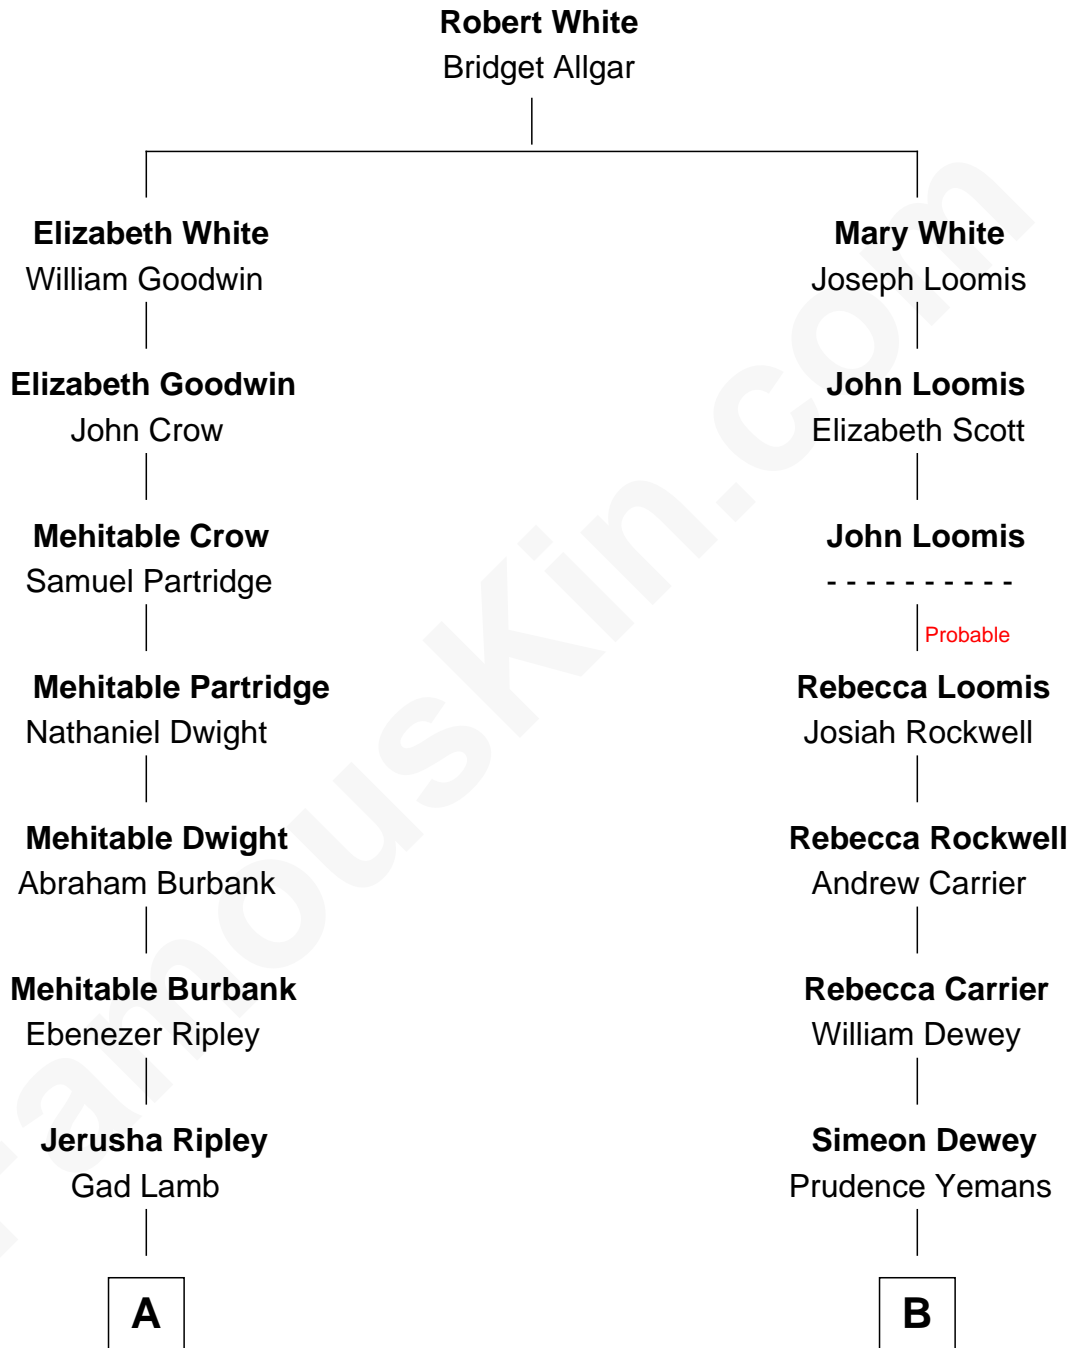 Robert White
Bridget Allgar
Elizabeth White
William Goodwin
Mary White
Joseph Loomis
Elizabeth Goodwin
John Crow
John Loomis
Elizabeth Scott
Mehitable Crow
Samuel Partridge
John Loomis
- - - - - - - - - -
Probable
Mehitable Partridge
Nathaniel Dwight
Rebecca Loomis
Josiah Rockwell
Mehitable Dwight
Abraham Burbank
Rebecca Rockwell
Andrew Carrier
Mehitable Burbank
Ebenezer Ripley
Rebecca Carrier
William Dewey
Jerusha Ripley
Gad Lamb
Simeon Dewey
Prudence Yemans
A
B
FamousKin.com